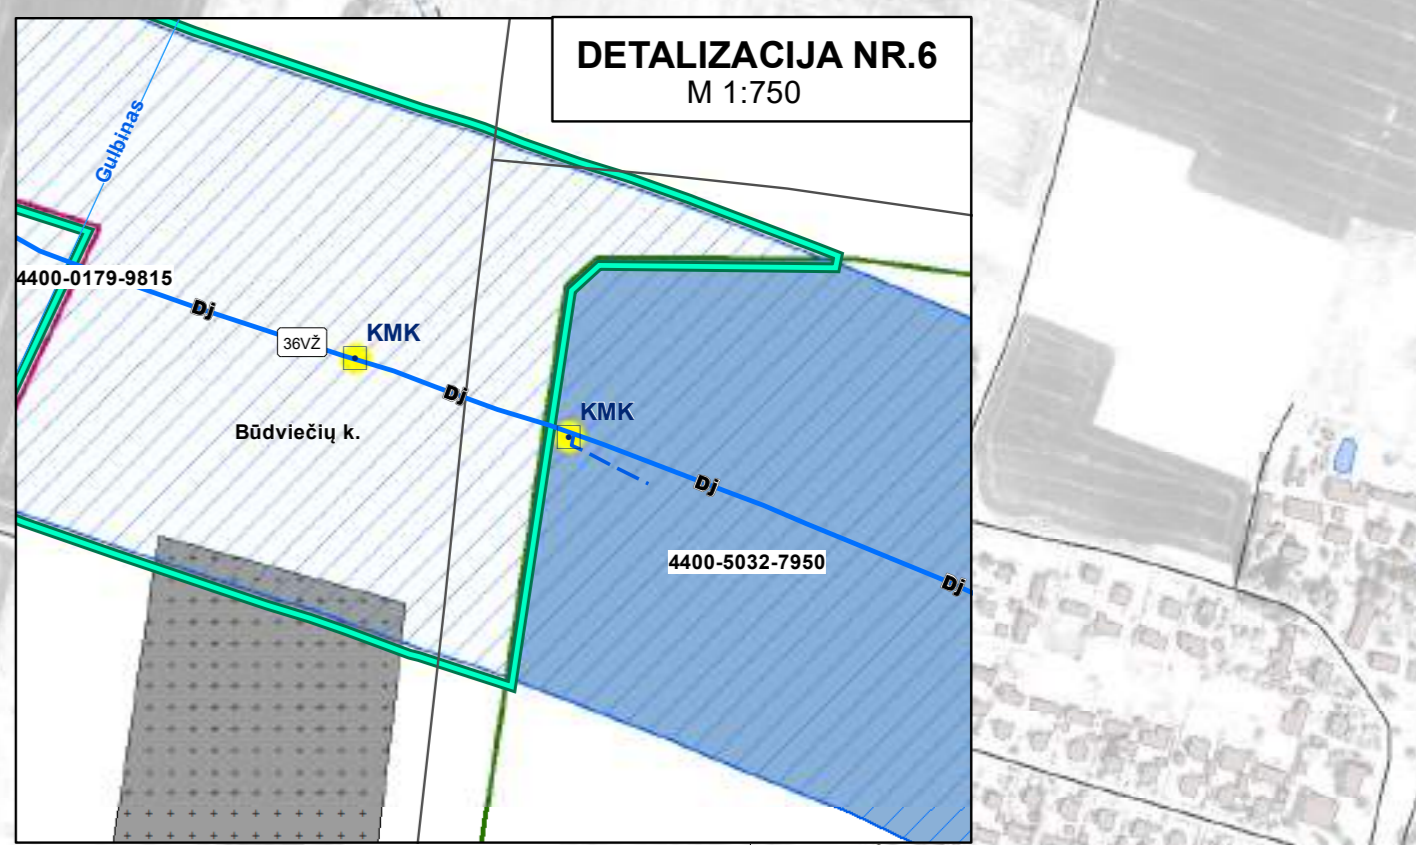 DETALIZACIJA NR.6
M 1:750
Gulbinas
4400-0179-9815
Dj
36VŽ
KMK
Dj
KMK
Būdviečių k.
Dj
4400-5032-7950
Dj